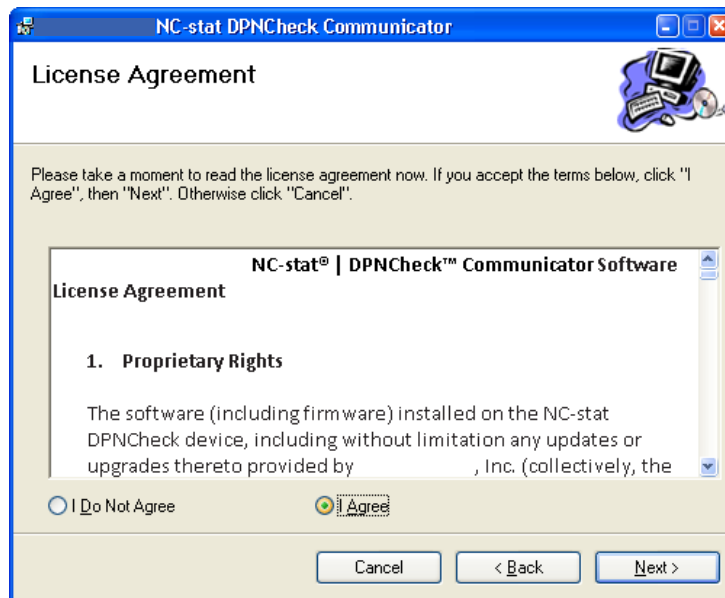 NC-stat DPNCheck Communicator
License Agreement
Please take a moment to read the license agreement now. If you accept the terms below, click "I
Agree", then "Next". Otherwise click "Cancel".
NC-stat® | DPNCheck™ Communicator Software
License Agreement
1. Proprietary Rights
The software (including firmware) installed on the NC-stat
DPNCheck device, including without limitation any updates or
upgrades thereto provided by , Inc. (collectively, the
I Do Not Agree I Agree
Cancel < Back Next >